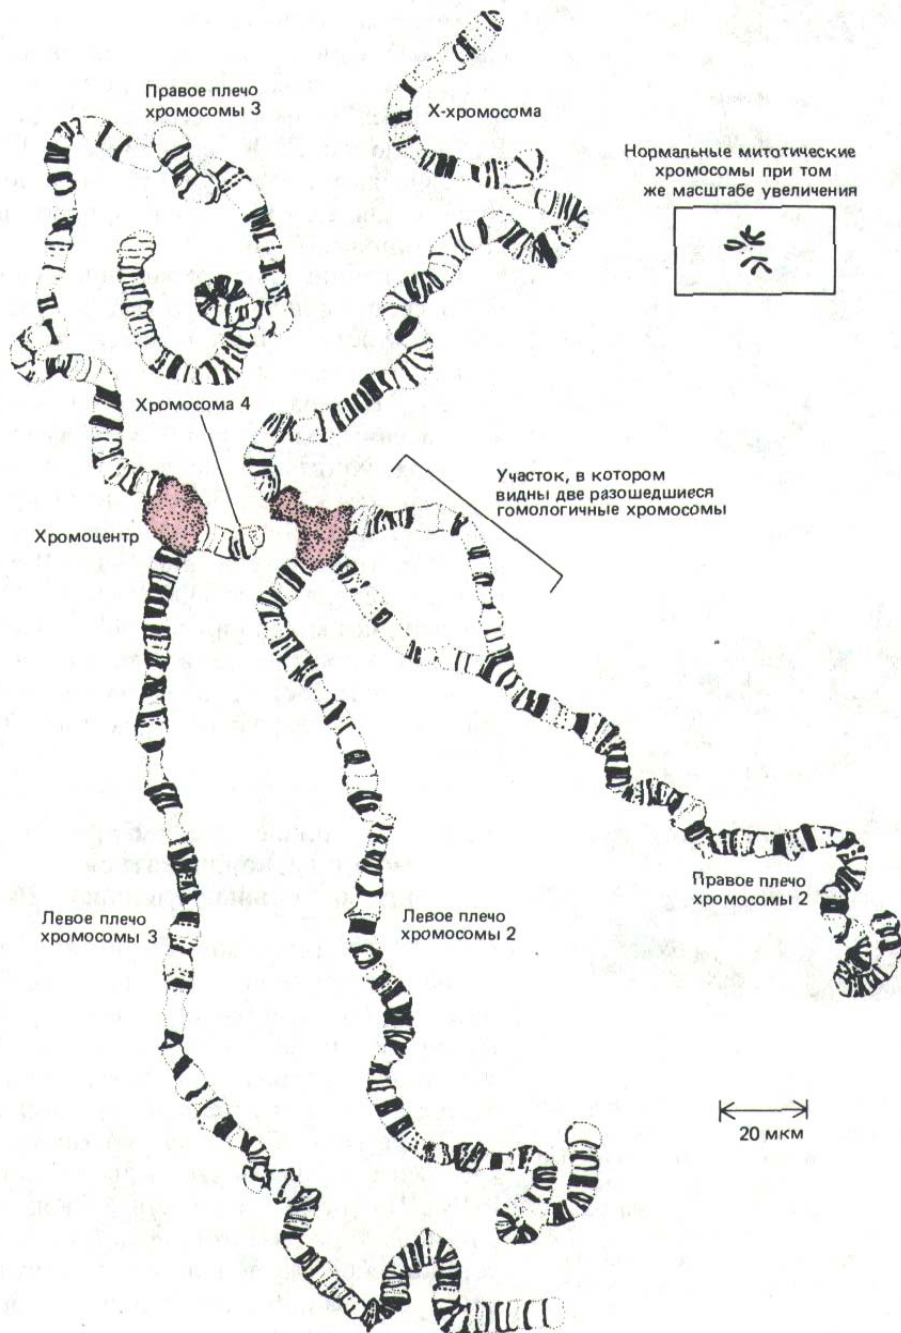 Правое плечо
хромосомы 3
X-хромосома
Нормальные митотические
хромосомы при том
же масштабе увеличения
Хромосома 4
Участок, в котором
видны две разошедшиеся
гомологичные хромосомы
Хромоцентр
Правое плечо
хромосомы 2
Левое плечо
хромосомы 3
Левое плечо
хромосомы 2
20 мкм